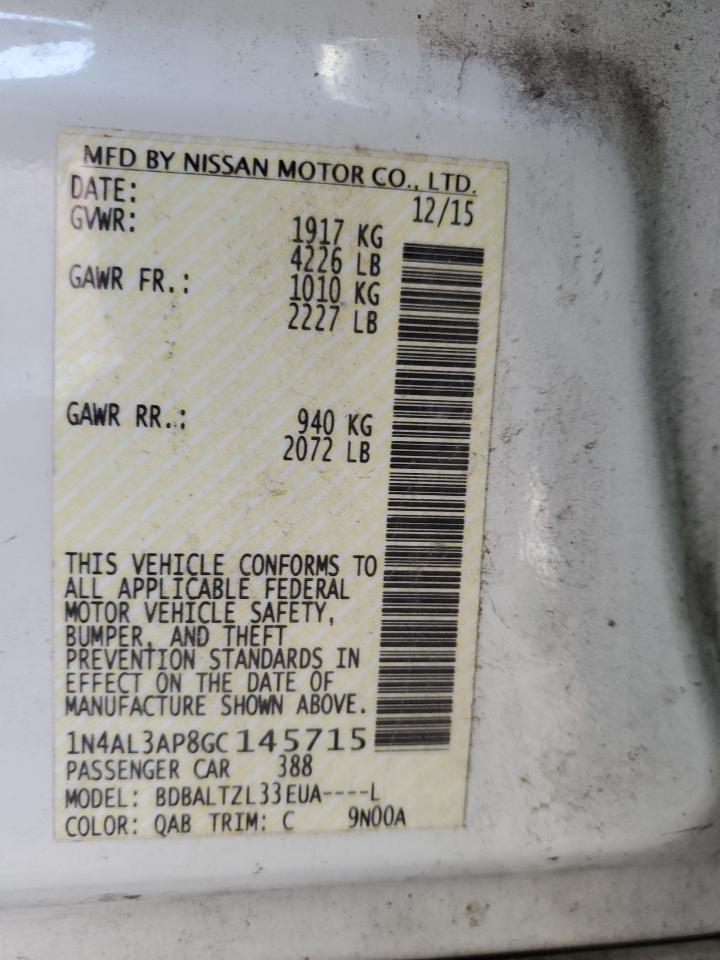 MFD BY NISSAN MOTOR CO., LTD.
DATE: 12/15
GVWR: 1917 KG
4226 LB
GAWR FR.: 1010 KG
2227 LB
GAWR RR.: 940 KG
2072 LB
THIS VEHICLE CONFORMS TO
ALL APPLICABLE FEDERAL
MOTOR VEHICLE SAFETY,
BUMPER, AND THEFT
PREVENTION STANDARDS IN
EFFECT ON THE DATE OF
MANUFACTURE SHOWN ABOVE.
1N4AL3AP8GC145715
PASSENGER CAR 388
MODEL: BDBALTZL33EUA----L
COLOR: QAB TRIM: C 9N00A